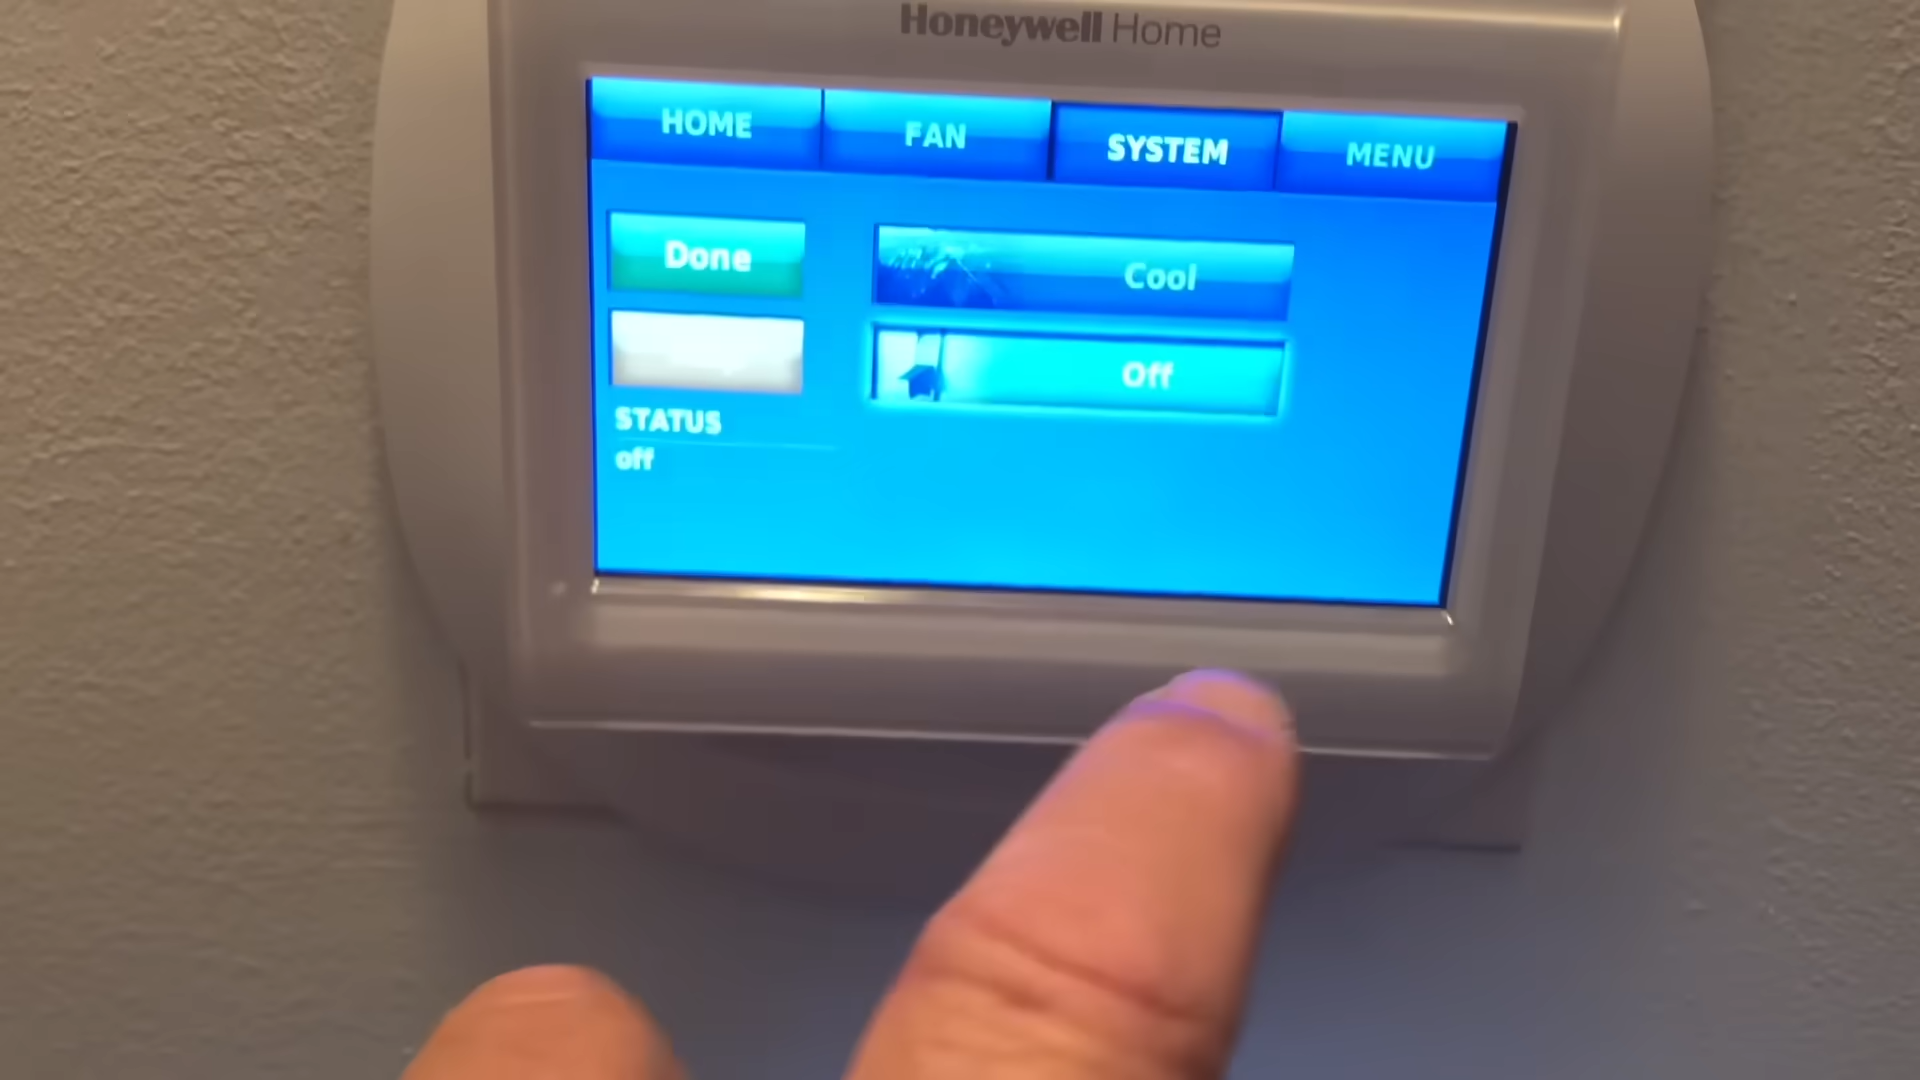 Honeywell Home
HOME
FAN
SYSTEM
MENU
Done
Cool
Off
STATUS
off